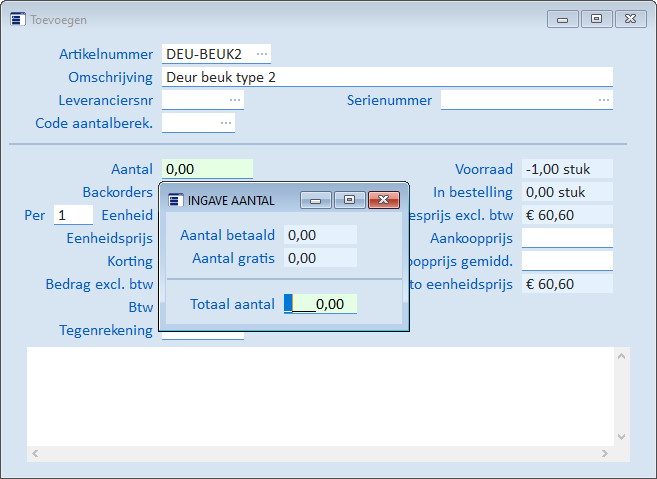 Toevoegen
Artikelnummer DEU-BEUK2 ...
Omschrijving Deur beuk type 2
Leveranciersnr ... Serienummer ...
Code aantalberek. ...
Aantal 0,00 Voorraad -1,00 stuk
Backorders In bestelling 0,00 stuk
Per 1 Eenheid esprijs excl. btw € 60,60
Eenheidsprijs Aankoopprijs
Korting oopprijs gemidd.
Bedrag excl. btw to eenheidsprijs € 60,60
Btw
Tegenrekening
INGAVE AANTAL
Aantal betaald 0,00
Aantal gratis 0,00
Totaal aantal 0,00